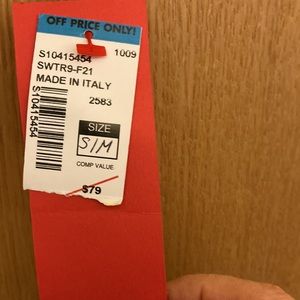 OFF PRICE ONLY!
S10415454 1009
SWTR9-F21
MADE IN ITALY
2583
S10415454
SIZE
S/M
COMP VALUE
$79